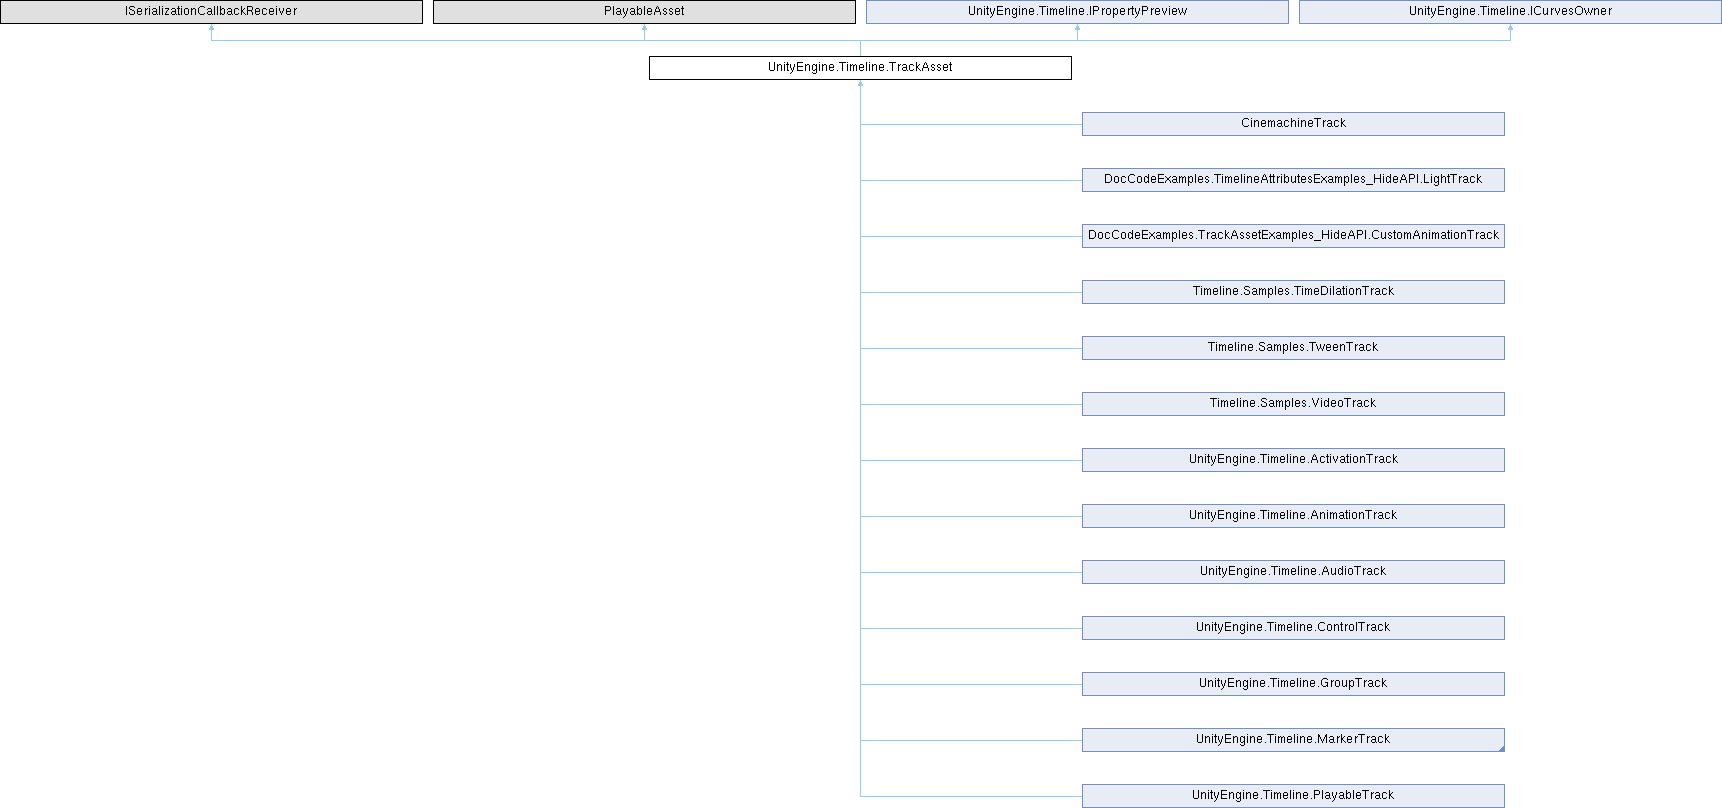 ISerializationCallbackReceiver
PlayableAsset
UnityEngine.Timeline.IPropertyPreview
UnityEngine.Timeline.ICurvesOwner
UnityEngine.Timeline.TrackAsset
CinemachineTrack
DocCodeExamples.TimelineAttributesExamples_HideAPI.LightTrack
DocCodeExamples.TrackAssetExamples_HideAPI.CustomAnimationTrack
Timeline.Samples.TimeDilationTrack
Timeline.Samples.TweenTrack
Timeline.Samples.VideoTrack
UnityEngine.Timeline.ActivationTrack
UnityEngine.Timeline.AnimationTrack
UnityEngine.Timeline.AudioTrack
UnityEngine.Timeline.ControlTrack
UnityEngine.Timeline.GroupTrack
UnityEngine.Timeline.MarkerTrack
UnityEngine.Timeline.PlayableTrack